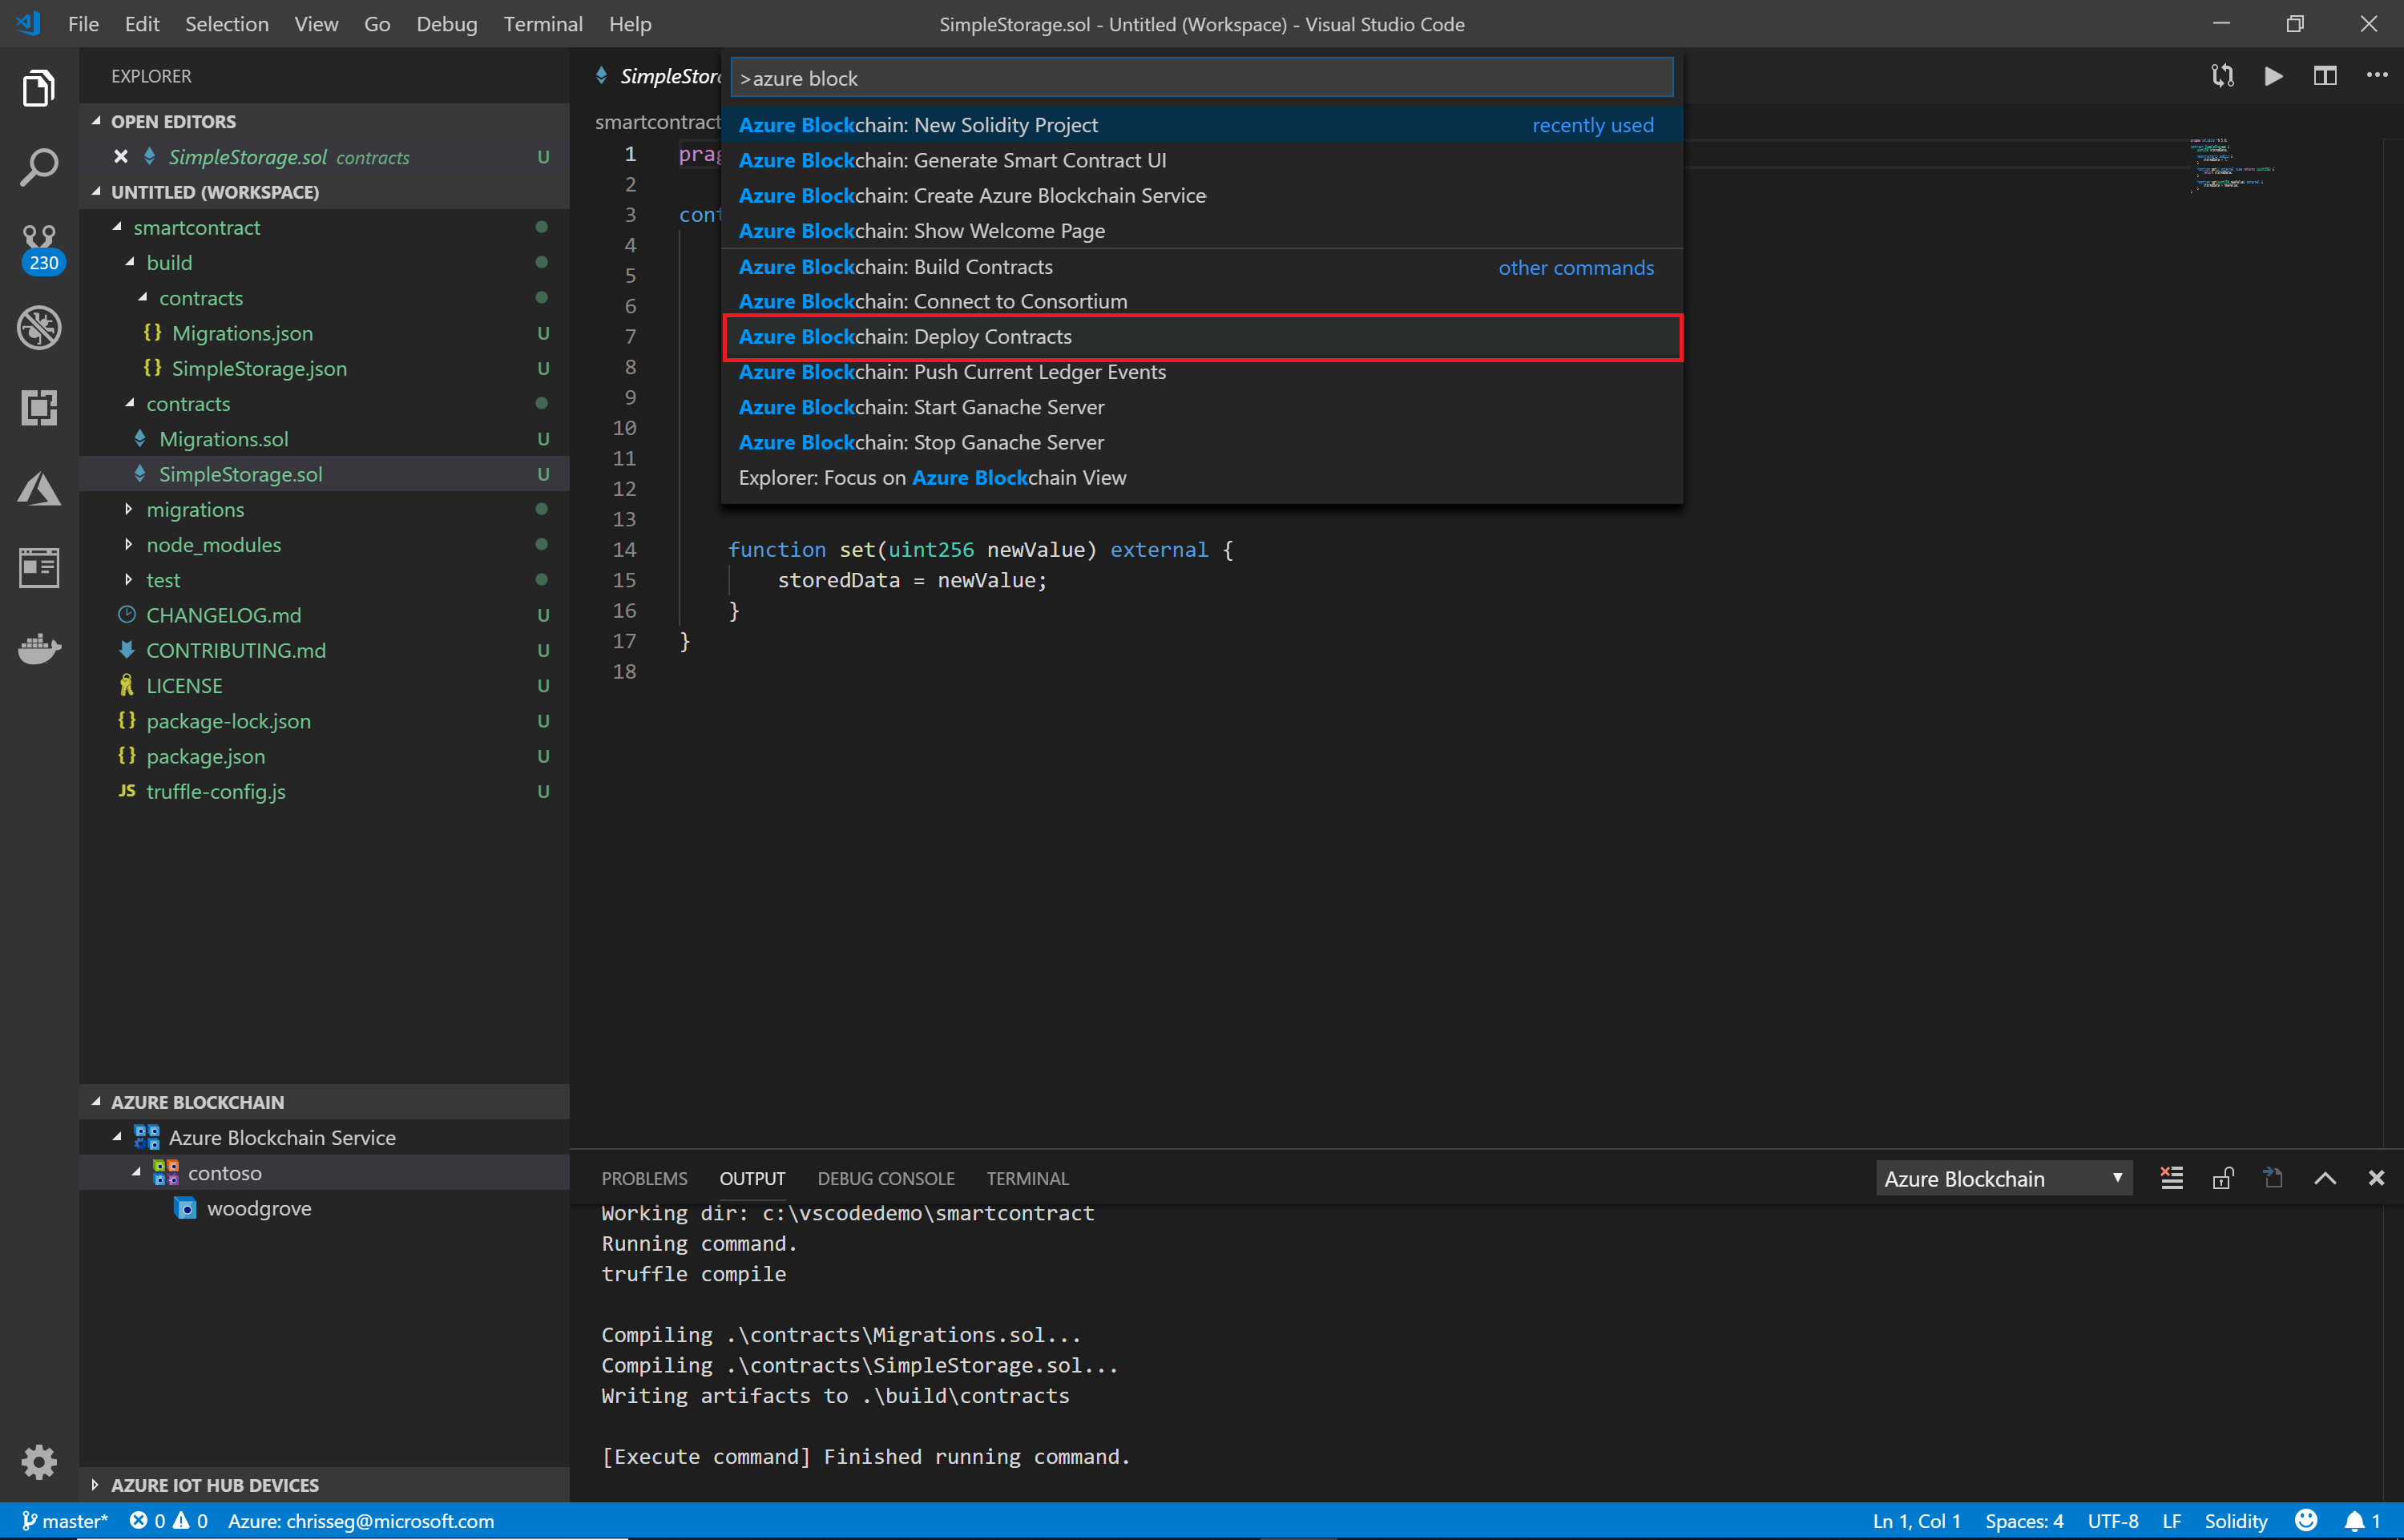 File Edit Selection View Go Debug Terminal Help
SimpleStorage.sol - Untitled (Workspace) - Visual Studio Code
EXPLORER
OPEN EDITORS
SimpleStorage.sol contracts U
UNTITLED (WORKSPACE)
smartcontract
build
contracts
{} Migrations.json U
{} SimpleStorage.json U
contracts
Migrations.sol U
SimpleStorage.sol U
migrations
node_modules
test
CHANGELOG.md U
CONTRIBUTING.md U
LICENSE U
{} package-lock.json U
{} package.json U
JS truffle-config.js U
230
AZURE BLOCKCHAIN
Azure Blockchain Service
contoso
woodgrove
AZURE IOT HUB DEVICES
SimpleStor
smartcontract
>azure block
Azure Blockchain: New Solidity Project recently used
Azure Blockchain: Generate Smart Contract UI
Azure Blockchain: Create Azure Blockchain Service
Azure Blockchain: Show Welcome Page
Azure Blockchain: Build Contracts other commands
Azure Blockchain: Connect to Consortium
Azure Blockchain: Deploy Contracts
Azure Blockchain: Push Current Ledger Events
Azure Blockchain: Start Ganache Server
Azure Blockchain: Stop Ganache Server
Explorer: Focus on Azure Blockchain View
1 prag
2
3 cont
4
5
6
7
8
9
10
11
12
13
14 function set(uint256 newValue) external {
15 storedData = newValue;
16 }
17 }
18
PROBLEMS OUTPUT DEBUG CONSOLE TERMINAL
Azure Blockchain
Working dir: c:\vscodedemo\smartcontract
Running command.
truffle compile
Compiling .\contracts\Migrations.sol...
Compiling .\contracts\SimpleStorage.sol...
Writing artifacts to .\build\contracts
[Execute command] Finished running command.
master* 0 0 Azure: chrisseg@microsoft.com
Ln 1, Col 1 Spaces: 4 UTF-8 LF Solidity 1